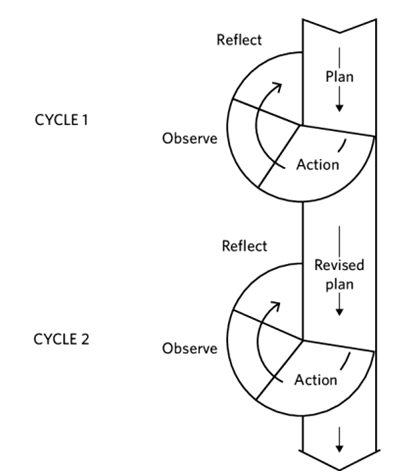 Reflect
Plan
CYCLE 1
Observe
Action
Reflect
Revised
plan
CYCLE 2
Observe
Action